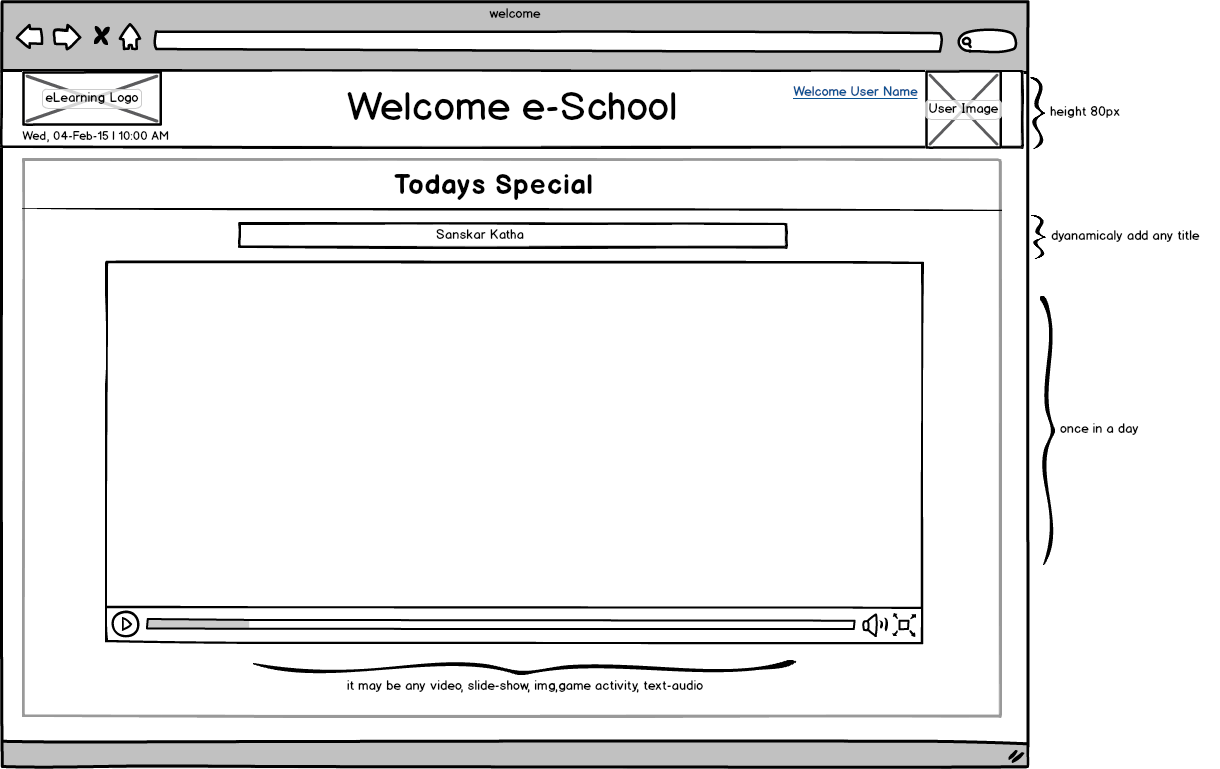 welcome
eLearning Logo
Wed, 04-Feb-15 | 10:00 AM
Welcome e-School
Welcome User Name
User Image
height 80px
Todays Special
Sanskar Katha
dyanamicaly add any title
once in a day
it may be any video, slide-show, img,game activity, text-audio